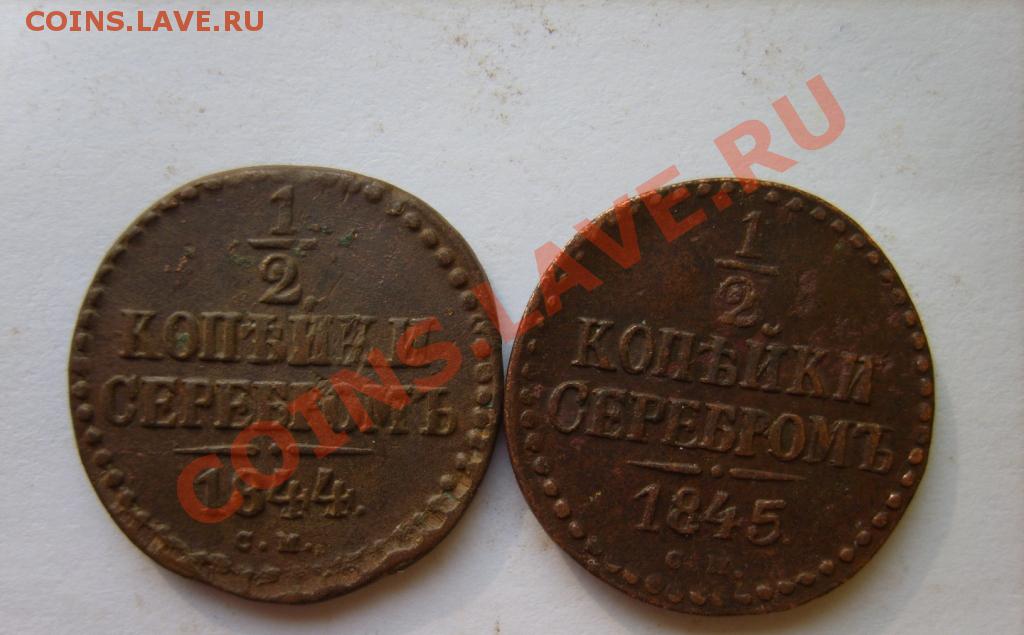 COINS.LAVE.RU
COINS.LAVE.RU
1
2.
КОПѢЙКИ
СЕРЕБРОМЪ
1844.
С.М.
1
2.
КОПѢЙКИ
СЕРЕБРОМЪ
1845.
С.М.